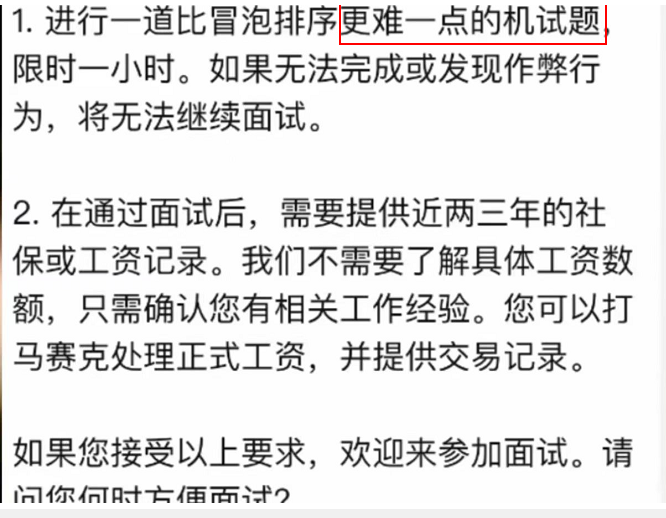 1. 进行一道比冒泡排序更难一点的机试题，
限时一小时。如果无法完成或发现作弊行
为，将无法继续面试。
2. 在通过面试后，需要提供近两三年的社
保或工资记录。我们不需要了解具体工资数
额，只需确认您有相关工作经验。您可以打
马赛克处理正式工资，并提供交易记录。
如果您接受以上要求，欢迎来参加面试。请
问您何时方便面试?